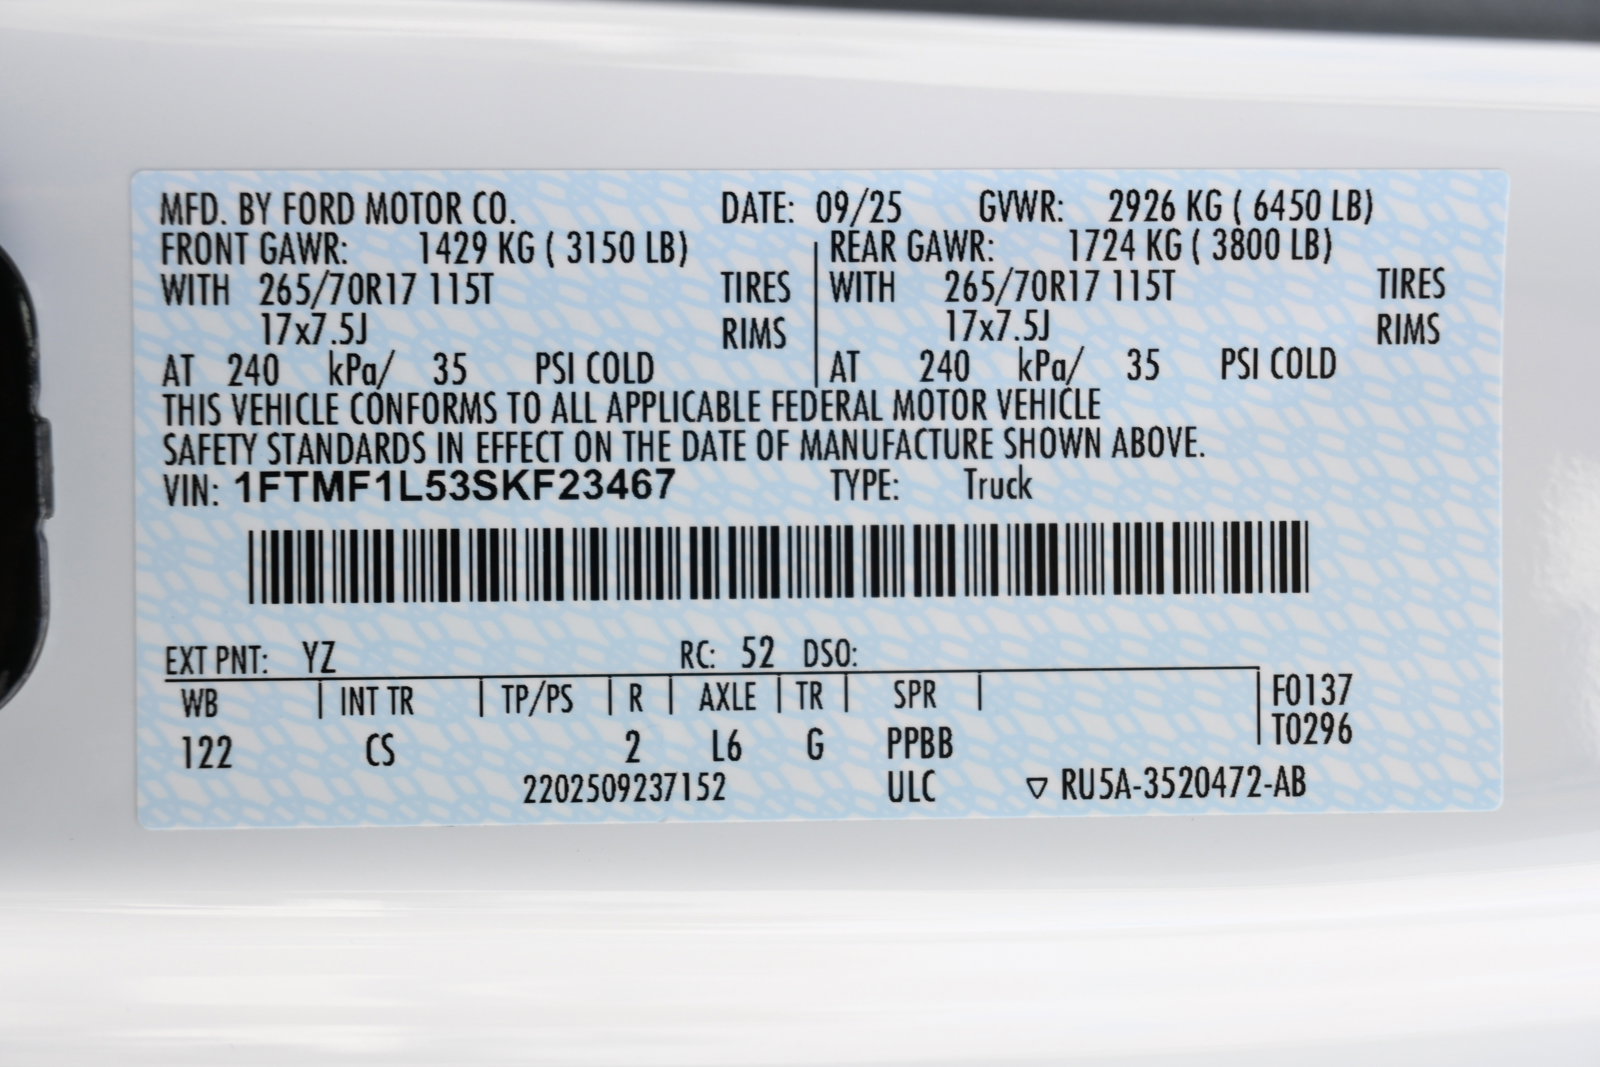 MFD. BY FORD MOTOR CO. DATE: 09/25 GVWR: 2926 KG ( 6450 LB)
FRONT GAWR: 1429 KG ( 3150 LB) REAR GAWR: 1724 KG ( 3800 LB)
WITH 265/70R17 115T TIRES WITH 265/70R17 115T TIRES
17x7.5J RIMS 17x7.5J RIMS
AT 240 kPa/ 35 PSI COLD AT 240 kPa/ 35 PSI COLD
THIS VEHICLE CONFORMS TO ALL APPLICABLE FEDERAL MOTOR VEHICLE
SAFETY STANDARDS IN EFFECT ON THE DATE OF MANUFACTURE SHOWN ABOVE.
VIN: 1FTMF1L53SKF23467 TYPE: Truck
EXT PNT: YZ RC: 52 DSO:
WB INT TR TP/PS R AXLE TR SPR F0137
T0296
122 CS 2 L6 G PPBB
2202509237152 ULC ▽ RU5A-3520472-AB